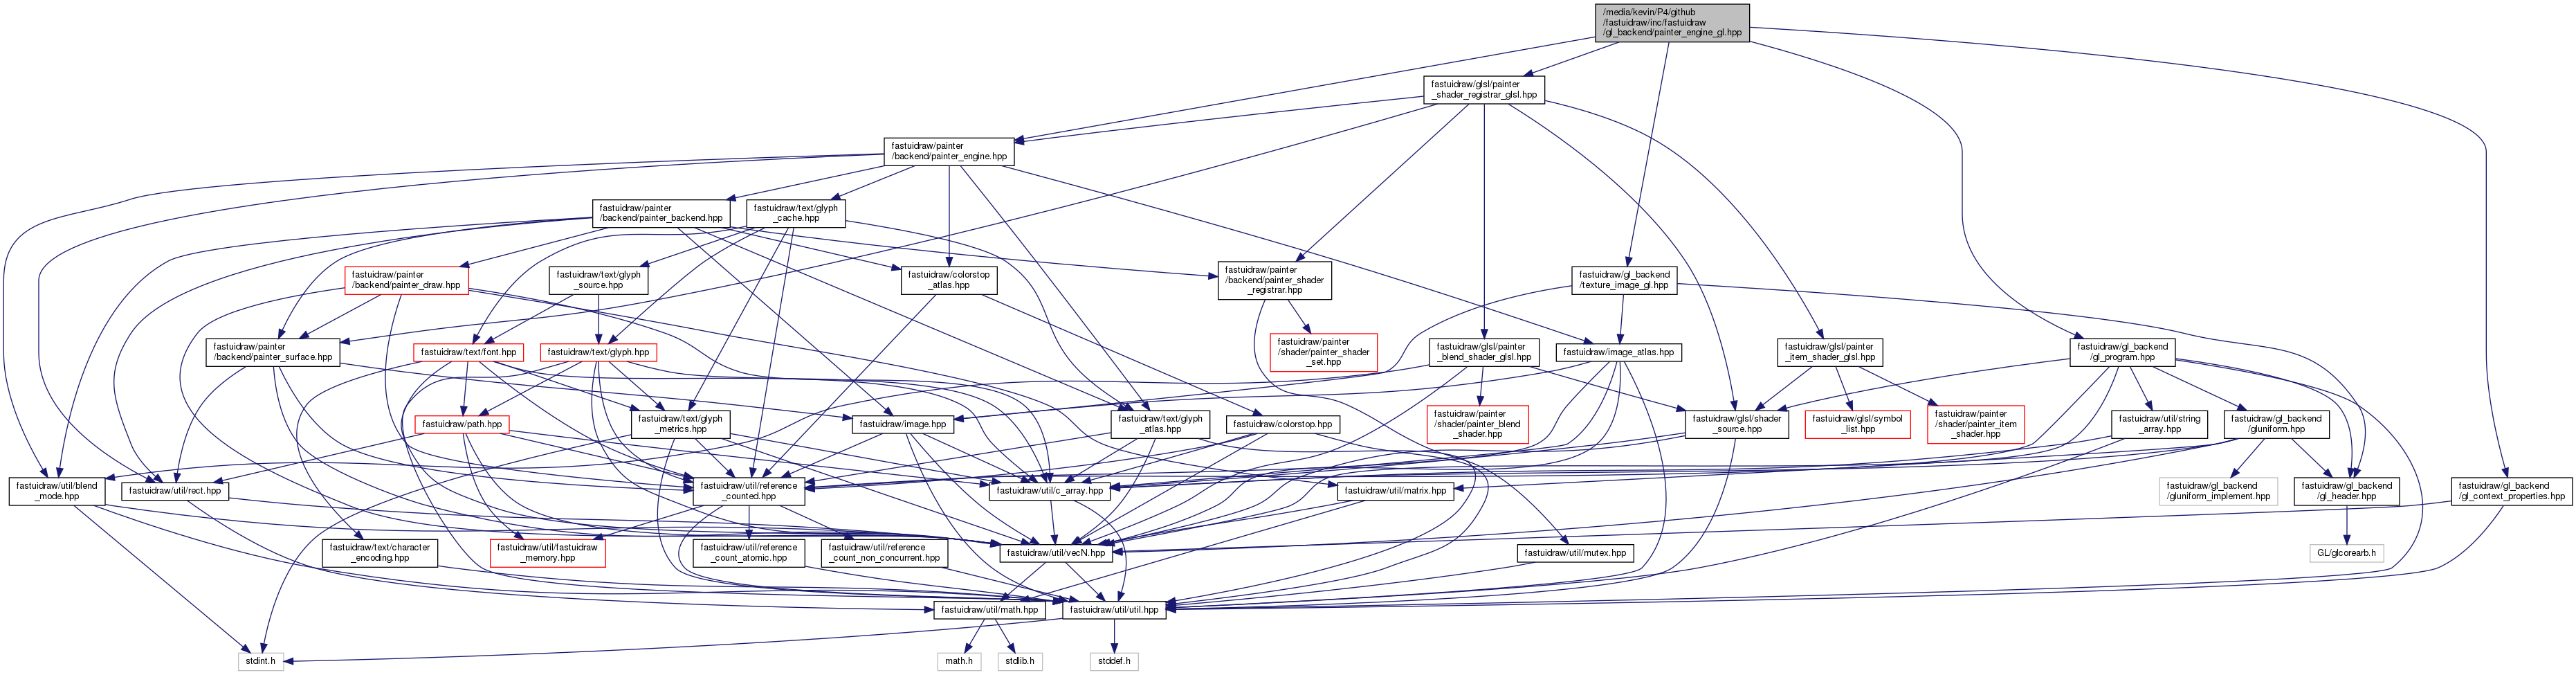 /media/kevin/P4/github
/fastuidraw/inc/fastuidraw
/gl_backend/painter_engine_gl.hpp
fastuidraw/glsl/painter
_shader_registrar_glsl.hpp
fastuidraw/painter
/backend/painter_engine.hpp
fastuidraw/painter
/backend/painter_backend.hpp
fastuidraw/text/glyph
_cache.hpp
fastuidraw/painter
/backend/painter_draw.hpp
fastuidraw/text/glyph
_source.hpp
fastuidraw/colorstop
_atlas.hpp
fastuidraw/painter
/backend/painter_shader
_registrar.hpp
fastuidraw/gl_backend
/texture_image_gl.hpp
fastuidraw/painter
/backend/painter_surface.hpp
fastuidraw/text/font.hpp
fastuidraw/text/glyph.hpp
fastuidraw/painter
/shader/painter_shader
_set.hpp
fastuidraw/glsl/painter
_blend_shader_glsl.hpp
fastuidraw/image_atlas.hpp
fastuidraw/glsl/painter
_item_shader_glsl.hpp
fastuidraw/gl_backend
/gl_program.hpp
fastuidraw/path.hpp
fastuidraw/text/glyph
_metrics.hpp
fastuidraw/image.hpp
fastuidraw/text/glyph
_atlas.hpp
fastuidraw/colorstop.hpp
fastuidraw/painter
/shader/painter_blend
_shader.hpp
fastuidraw/glsl/shader
_source.hpp
fastuidraw/glsl/symbol
_list.hpp
fastuidraw/painter
/shader/painter_item
_shader.hpp
fastuidraw/util/string
_array.hpp
fastuidraw/gl_backend
/gluniform.hpp
fastuidraw/util/blend
_mode.hpp
fastuidraw/util/rect.hpp
fastuidraw/util/reference
_counted.hpp
fastuidraw/util/c_array.hpp
fastuidraw/util/matrix.hpp
fastuidraw/gl_backend
/gluniform_implement.hpp
fastuidraw/gl_backend
/gl_header.hpp
fastuidraw/gl_backend
/gl_context_properties.hpp
fastuidraw/text/character
_encoding.hpp
fastuidraw/util/fastuidraw
_memory.hpp
fastuidraw/util/reference
_count_atomic.hpp
fastuidraw/util/reference
_count_non_concurrent.hpp
fastuidraw/util/vecN.hpp
fastuidraw/util/mutex.hpp
GL/glcorearb.h
fastuidraw/util/math.hpp
fastuidraw/util/util.hpp
stdint.h
math.h
stdlib.h
stddef.h